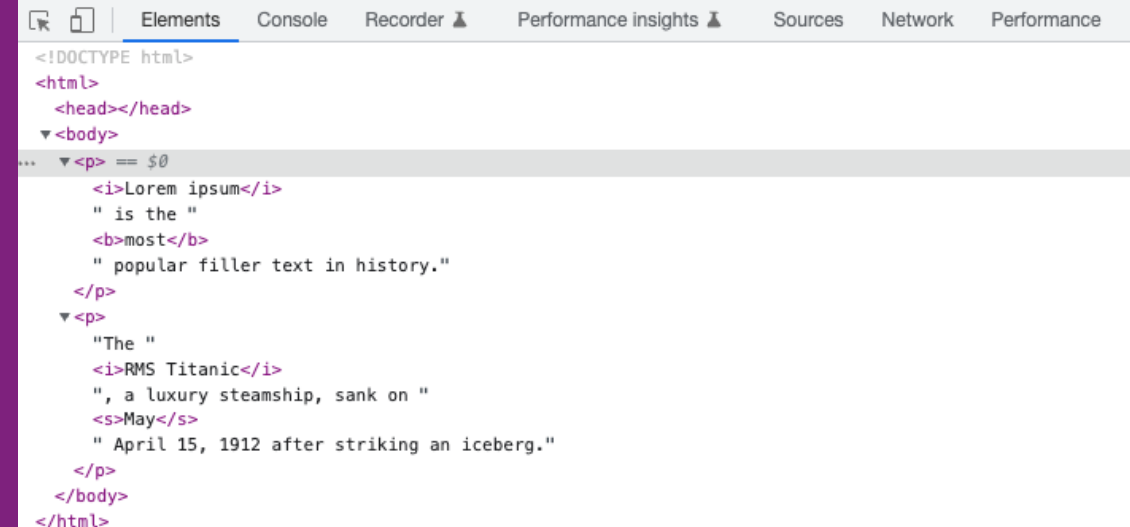 Elements Console Recorder Performance insights Sources Network Performance
<!DOCTYPE html>
<html>
<head></head>
<body>
... <p> == $0
<i>Lorem ipsum</i>
" is the "
<b>most</b>
" popular filler text in history."
</p>
<p>
"The "
<i>RMS Titanic</i>
", a luxury steamship, sank on "
<s>May</s>
" April 15, 1912 after striking an iceberg."
</p>
</body>
</html>